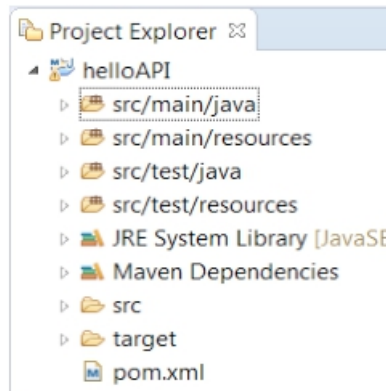 Project Explorer
helloAPI
src/main/java
src/main/resources
src/test/java
src/test/resources
JRE System Library [JavaSE
Maven Dependencies
src
target
pom.xml